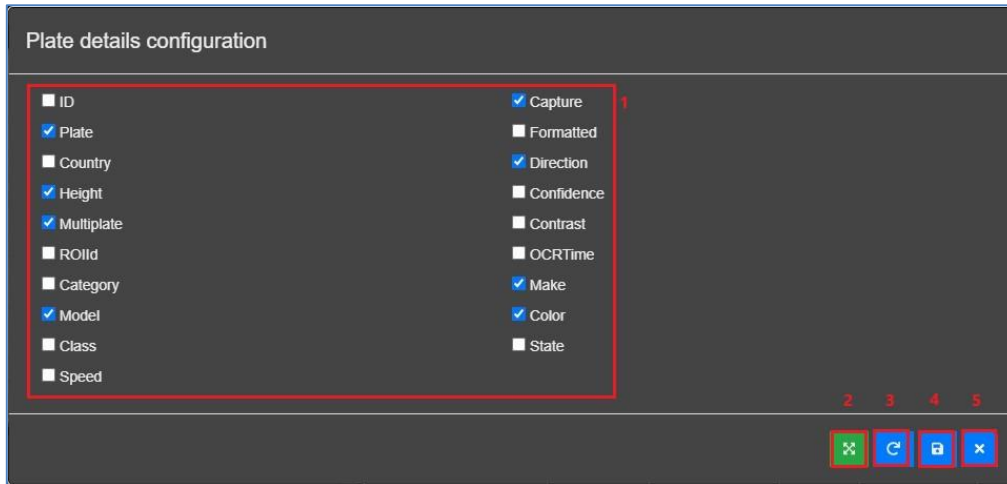 Plate details configuration
ID
Capture
1
Plate
Formatted
Country
Direction
Height
Confidence
Multiplate
Contrast
ROIId
OCRTime
Category
Make
Model
Color
Class
State
Speed
2 3 4 5